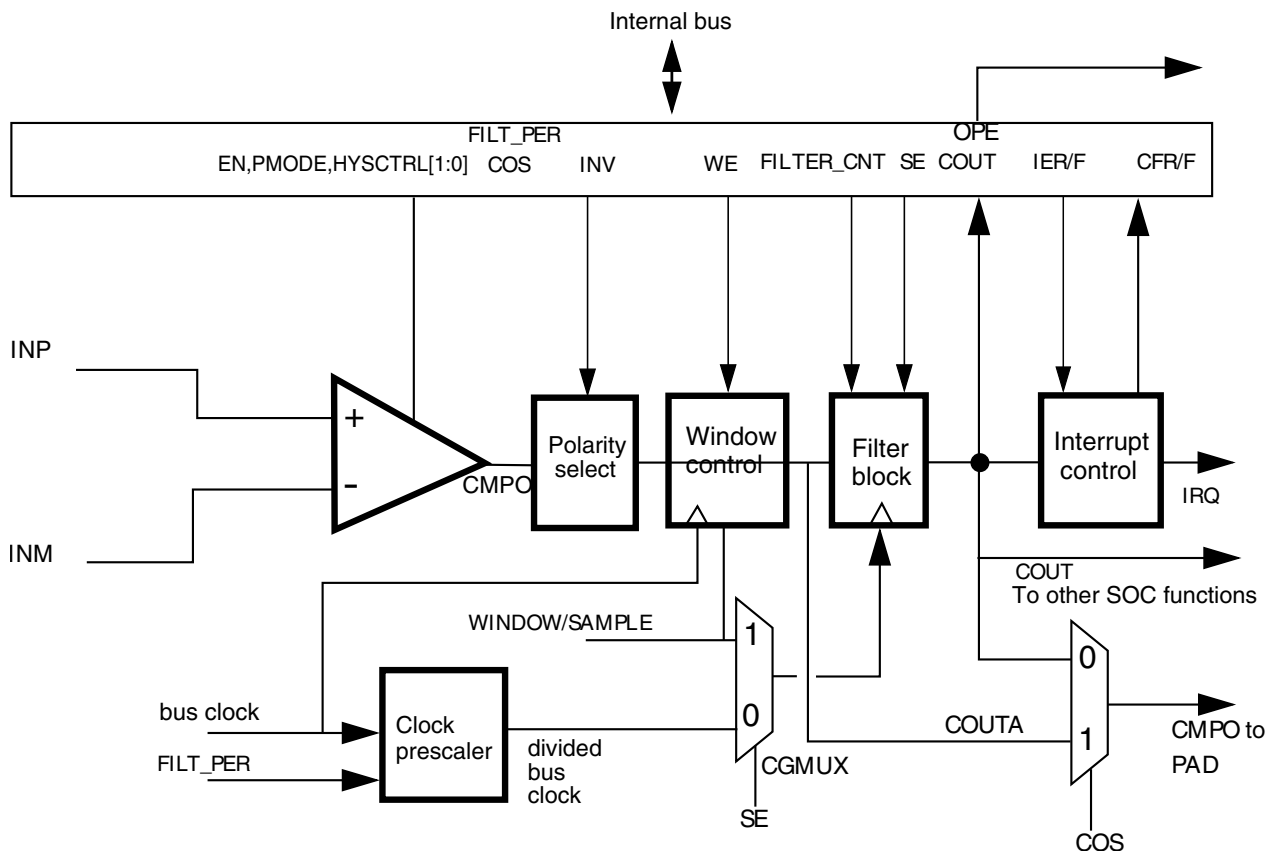 Internal bus
OPE
FILT_PER
EN,PMODE,HYSCTRL[1:0] COS INV WE FILTER_CNT SE COUT IER/F CFR/F
INP
+
-
CMPO
Polarity
select
Window
control
Filter
block
Interrupt
control
IRQ
INM
COUT
To other SOC functions
WINDOW/SAMPLE
1
0
0
1
bus clock
FILT_PER
Clock
prescaler
divided
bus
clock
CGMUX
SE
COUTA
CMPO to
PAD
COS